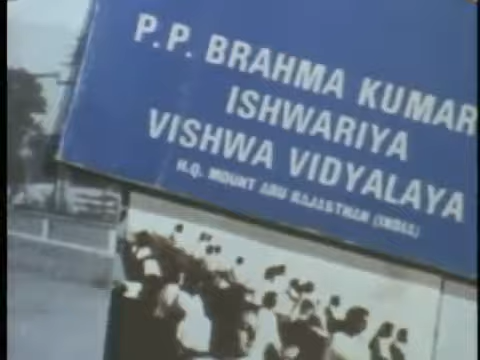 P.P. BRAHMA KUMAR
ISHWARIYA
VISHWA VIDYALAYA
H.Q. MOUNT ABU RAJASTHAN (INDIA)